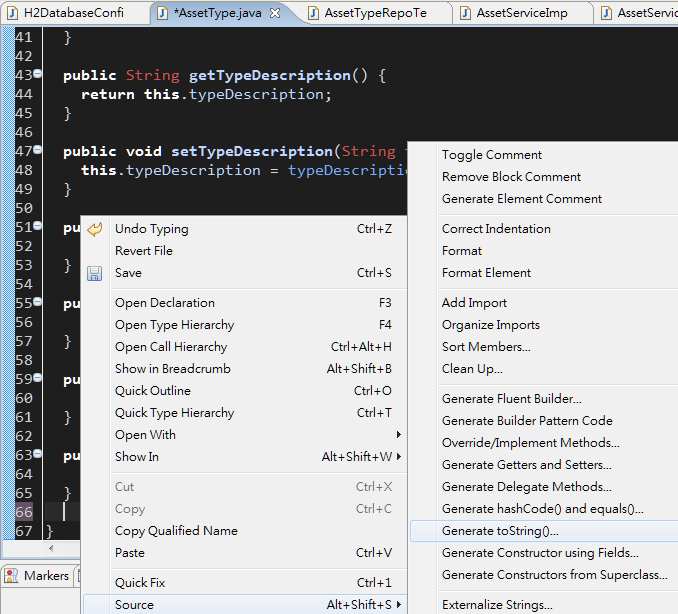 H2DatabaseConfi
*AssetType.java
AssetTypeRepoTe
AssetServiceImp
AssetServic
41 }
42
43 public String getTypeDescription() {
44 return this.typeDescription;
45 }
46
47 public void setTypeDescription(String
48 this.typeDescription = typeDescriptio
49 }
50
51 pu
52
53 }
54
55 pu
56
57 }
58
59 pu
60
61 }
62
63 pu
64
65 }
66
67 }
Markers
Undo Typing Ctrl+Z
Revert File
Save Ctrl+S
Open Declaration F3
Open Type Hierarchy F4
Open Call Hierarchy Ctrl+Alt+H
Show in Breadcrumb Alt+Shift+B
Quick Outline Ctrl+O
Quick Type Hierarchy Ctrl+T
Open With
Show In Alt+Shift+W
Cut Ctrl+X
Copy Ctrl+C
Copy Qualified Name
Paste Ctrl+V
Quick Fix Ctrl+1
Source Alt+Shift+S
Toggle Comment
Remove Block Comment
Generate Element Comment
Correct Indentation
Format
Format Element
Add Import
Organize Imports
Sort Members...
Clean Up...
Generate Fluent Builder...
Generate Builder Pattern Code
Override/Implement Methods...
Generate Getters and Setters...
Generate Delegate Methods...
Generate hashCode() and equals()...
Generate toString()...
Generate Constructor using Fields...
Generate Constructors from Superclass...
Externalize Strings...